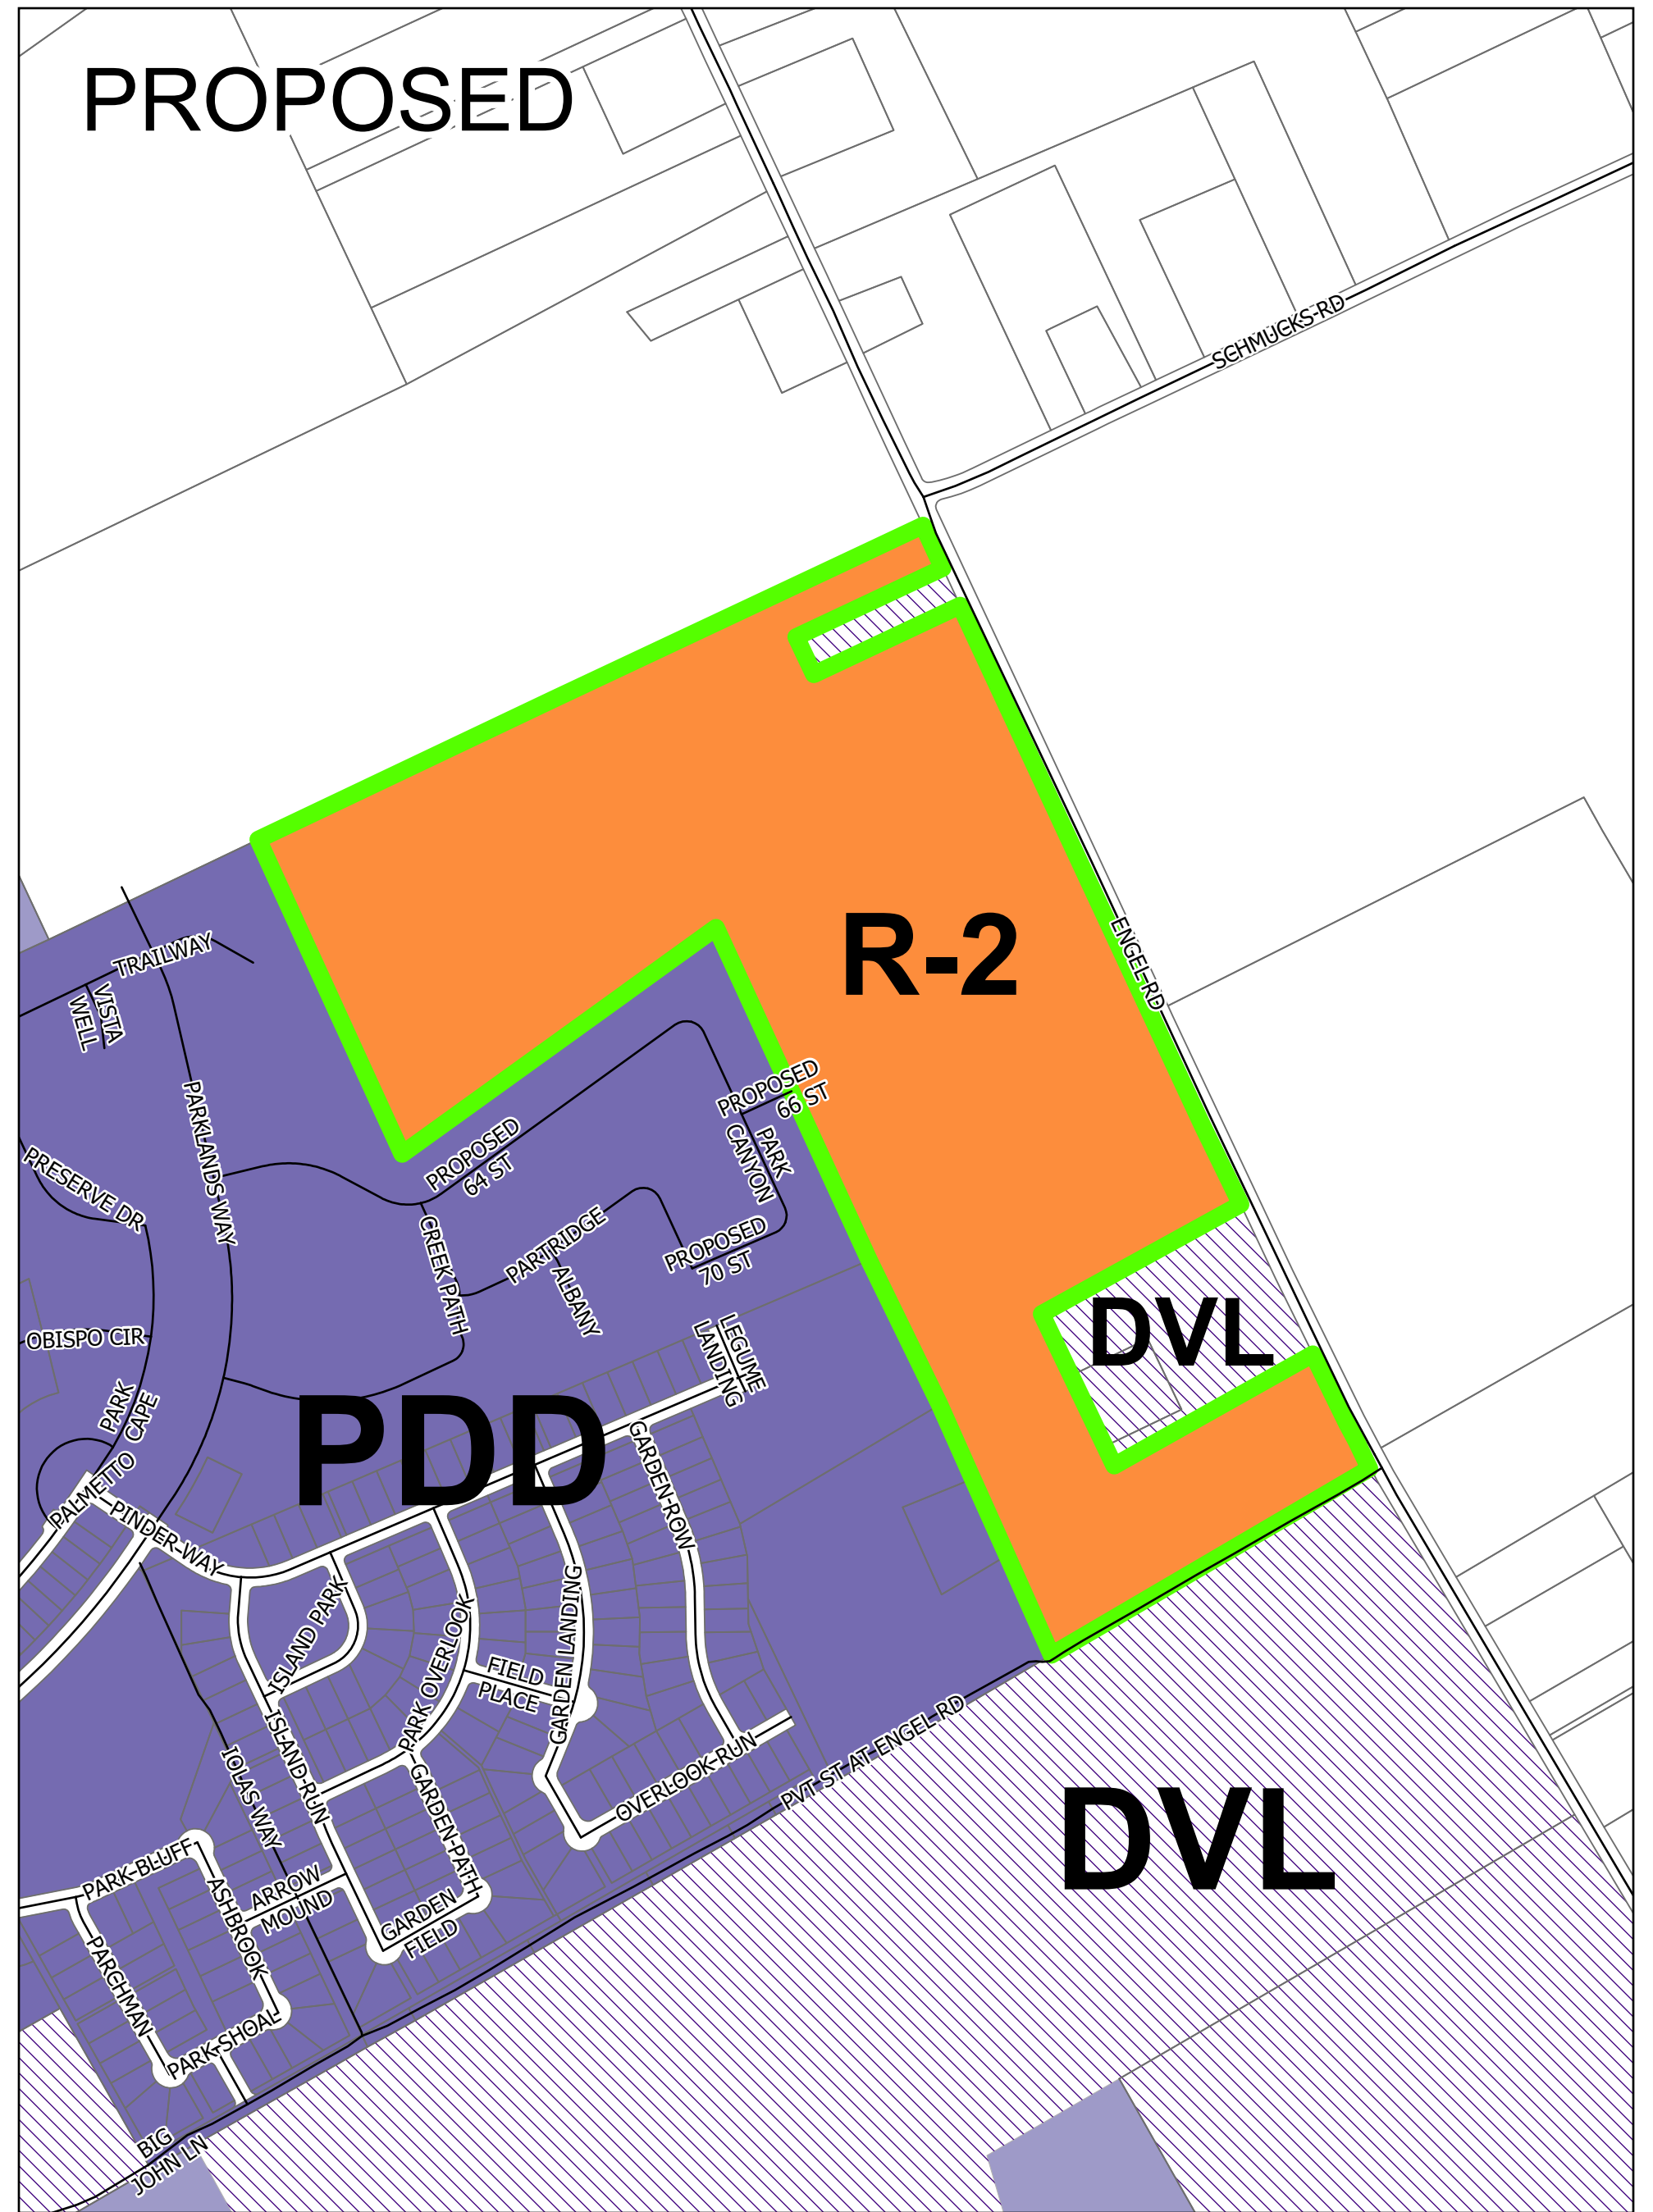 PROPOSED
SCHMUCKS RD
R-2
ENGEL RD
TRAILWAY
VISTA
WELL
PARKLANDS WAY
PROPOSED
66 ST
PARK
CANYON
PROPOSED
64 ST
PRESERVE DR
CREEK PATH
PARTRIDGE
PROPOSED
70 ST
ALBANY
DVL
OBISPO CIR
LEGUME
LANDING
PARK
CAPE
PDD
PALMETTO
PINDER WAY
GARDEN ROW
ISLAND PARK
PARK OVERLOOK
GARDEN LANDING
FIELD
PLACE
ISLAND RUN
IOLAS WAY
GARDEN PATH
OVERLOOK RUN
PVT ST AT ENGEL RD
DVL
PARK BLUFF
ASHBROOK
ARROW
MOUND
GARDEN
FIELD
PARCHMAN
PARK SHOAL
BIG
JOHN LN